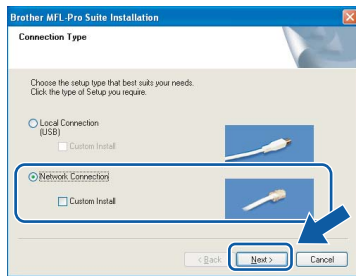 Brother MFL-Pro Suite Installation
Connection Type
Choose the setup type that best suits your needs.
Click the type of Setup you require.
Local Connection
(USB)
Custom Install
Network Connection
Custom Install
< Back
Next >
Cancel